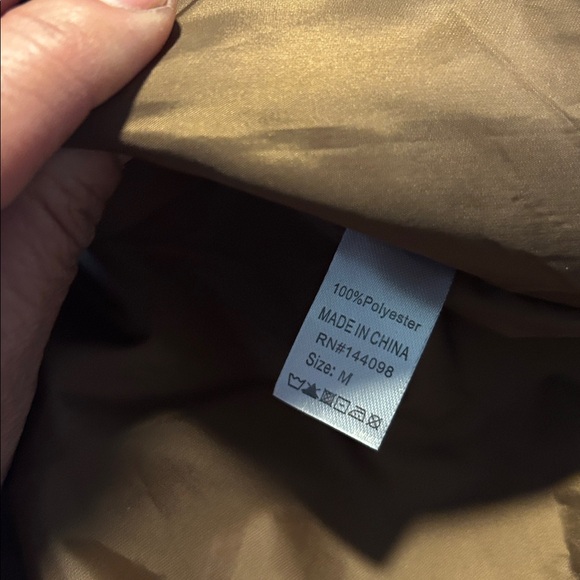 100%Polyester
MADE IN CHINA
RN#144098
Size: M